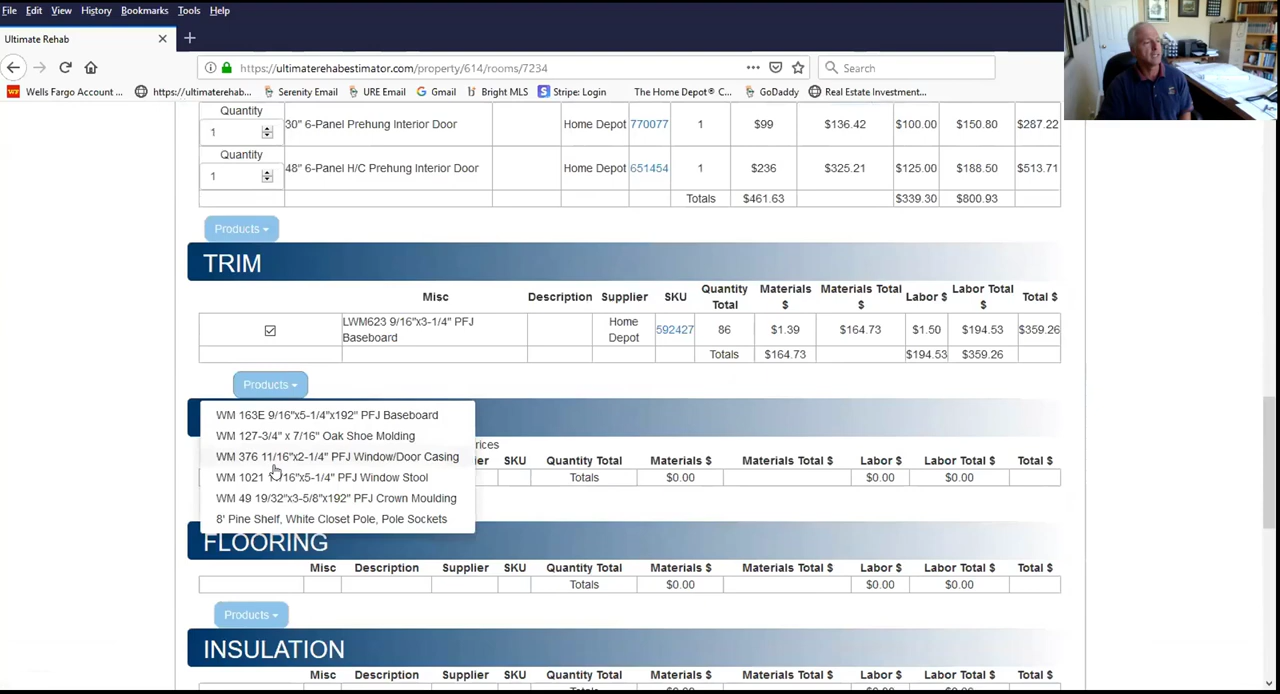 File Edit View History Bookmarks Tools Help
Ultimate Rehab
https://ultimaterehabestimator.com/property/614/rooms/7234
Search
Wells Fargo Account ... https://ultimaterehab... Serenity Email URE Email Gmail Bright MLS Stripe: Login The Home Depot® C... GoDaddy Real Estate Investment...
Quantity
1 30" 6-Panel Prehung Interior Door Home Depot 770077 1 $99 $136.42 $100.00 $150.80 $287.22
Quantity
1 48" 6-Panel H/C Prehung Interior Door Home Depot 651454 1 $236 $325.21 $125.00 $188.50 $513.71
Totals $461.63 $339.30 $800.93
Products
TRIM
Misc Description Supplier SKU Quantity Total Materials $ Materials Total $ Labor $ Labor Total $ Total $
LWM623 9/16"x3-1/4" PFJ Baseboard Home Depot 592427 86 $1.39 $164.73 $1.50 $194.53 $359.26
Totals $164.73 $194.53 $359.26
Products
WM 163E 9/16"x5-1/4"x192" PFJ Baseboard
WM 127-3/4" x 7/16" Oak Shoe Molding
WM 376 11/16"x2-1/4" PFJ Window/Door Casing
WM 1021 PFJ Window Stool
WM 49 19/32"x3-5/8"x192" PFJ Crown Moulding
8' Pine Shelf, White Closet Pole, Pole Sockets
SKU Quantity Total Materials $ Materials Total $ Labor $ Labor Total $ Total $
Totals $0.00 $0.00 $0.00
FLOORING
Misc Description Supplier SKU Quantity Total Materials $ Materials Total $ Labor $ Labor Total $ Total $
Totals $0.00 $0.00 $0.00
Products
INSULATION
Misc Description Supplier SKU Quantity Total Materials $ Materials Total $ Labor $ Labor Total $ Total $